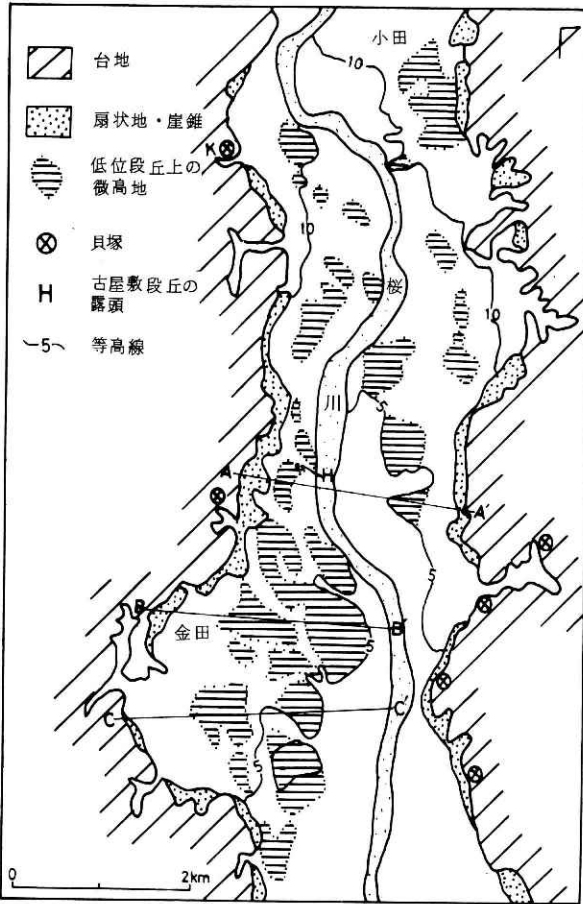 台地
扇状地・崖錐
低位段丘上の
微高地
貝塚
H 古屋敷段丘の
露頭
5 等高線
小田
10
K
10
桜
10
川
5
A
H
A′
5
B
B′
金田
5
C
C′
5
0 2km